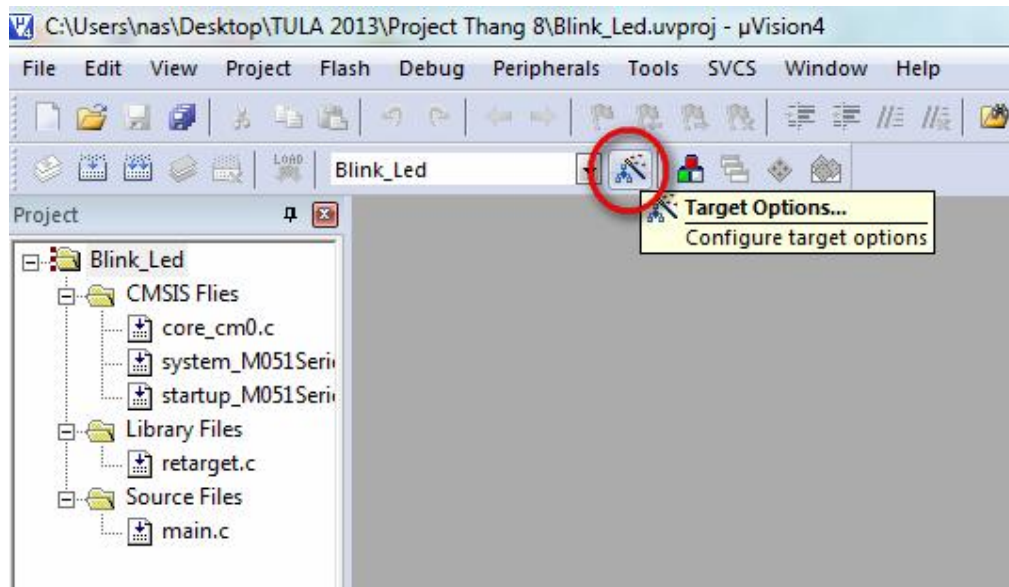 C:\Users\nas\Desktop\TULA 2013\Project Thang 8\Blink_Led.uvproj - µVision4
File Edit View Project Flash Debug Peripherals Tools SVCS Window Help
LOAD
Blink_Led
Target Options...
Configure target options
Project
Blink_Led
CMSIS Flies
core_cm0.c
system_M051Serie
startup_M051Serie
Library Files
retarget.c
Source Files
main.c